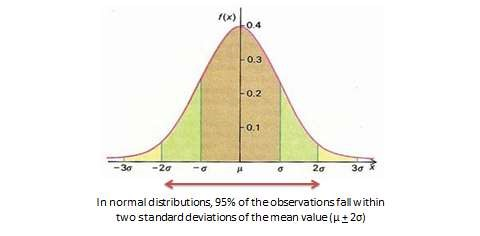 f(x)
0.4
0.3
0.2
0.1
-3σ -2σ -σ μ σ 2σ 3σ x
In normal distributions, 95% of the observations fall within
two standard deviations of the mean value (μ ± 2σ)